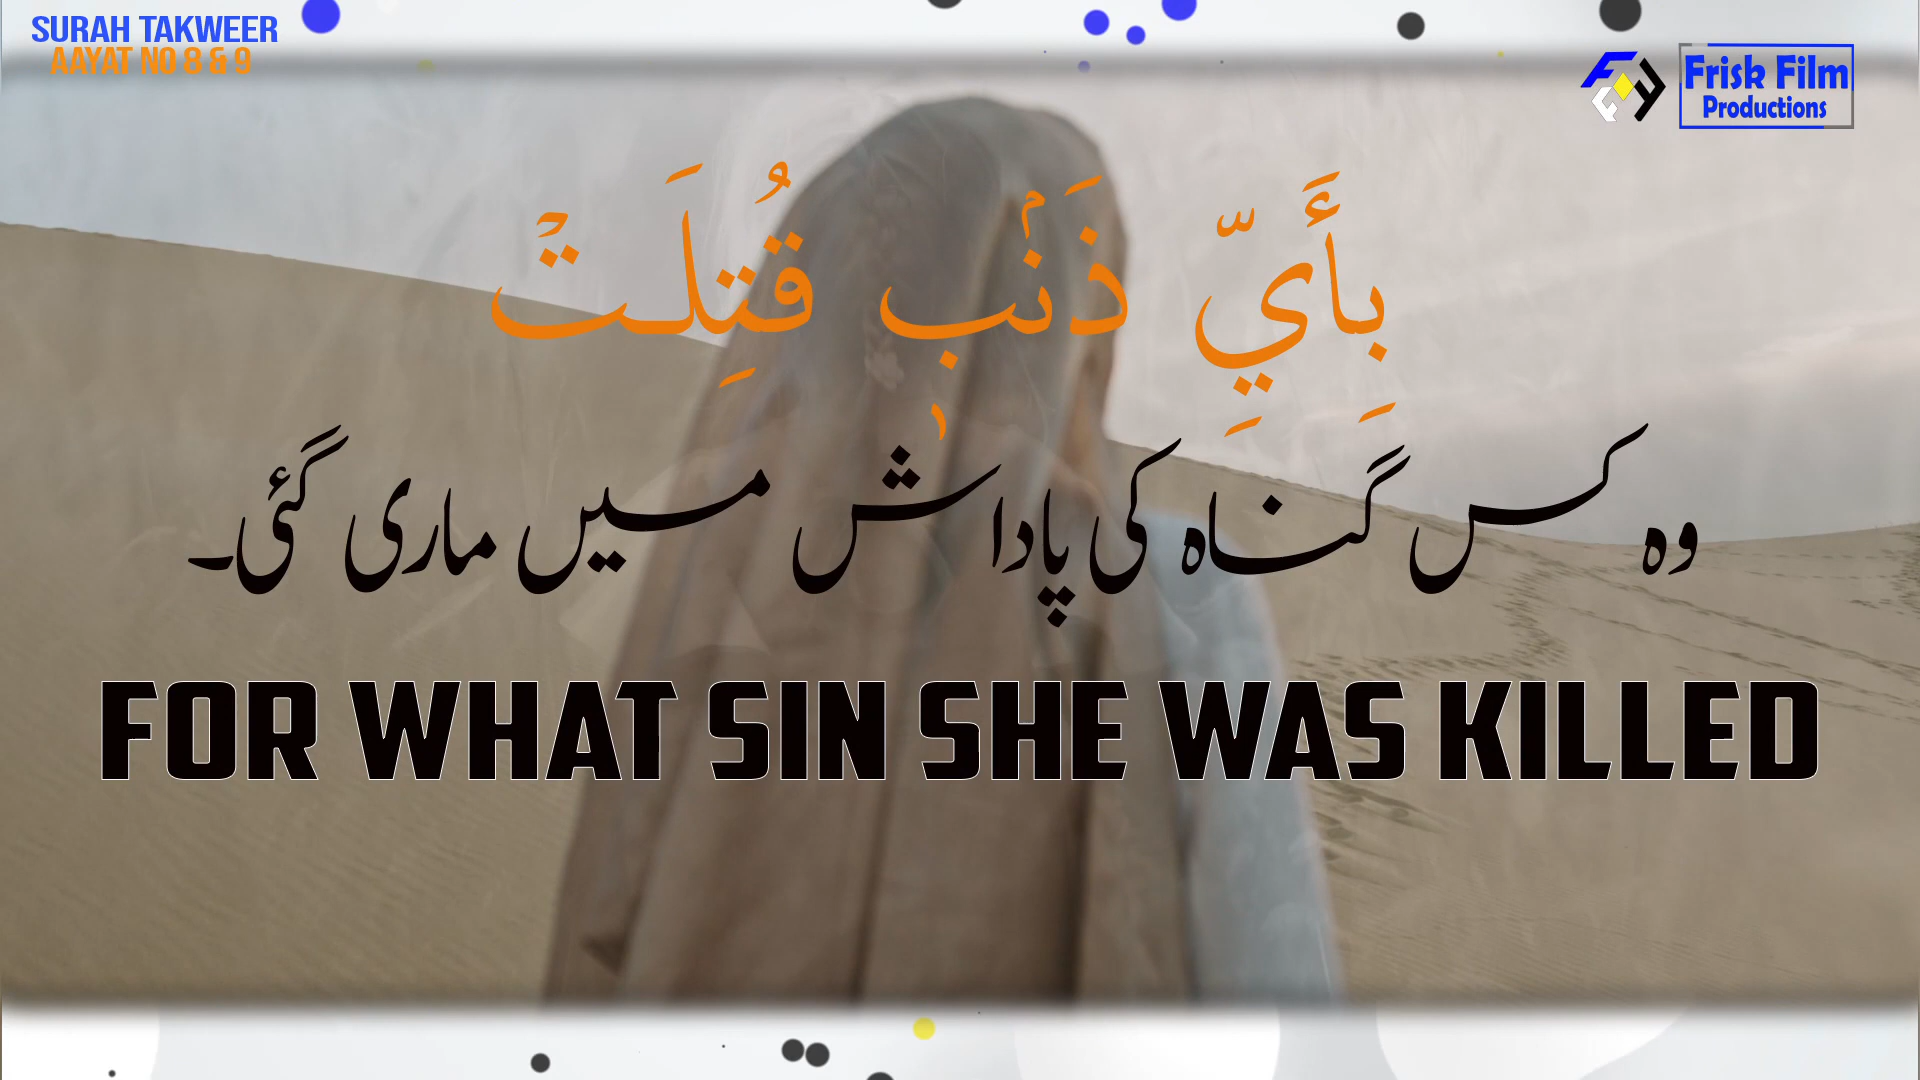 SURAH TAKWEER
AAYAT NO 8 & 9
Frisk Film
Productions
بِأَيِّ ذَنۢبٖ قُتِلَتۡ
وہ کس گناہ کی پاداش میں ماری گئی۔
FOR WHAT SIN SHE WAS KILLED